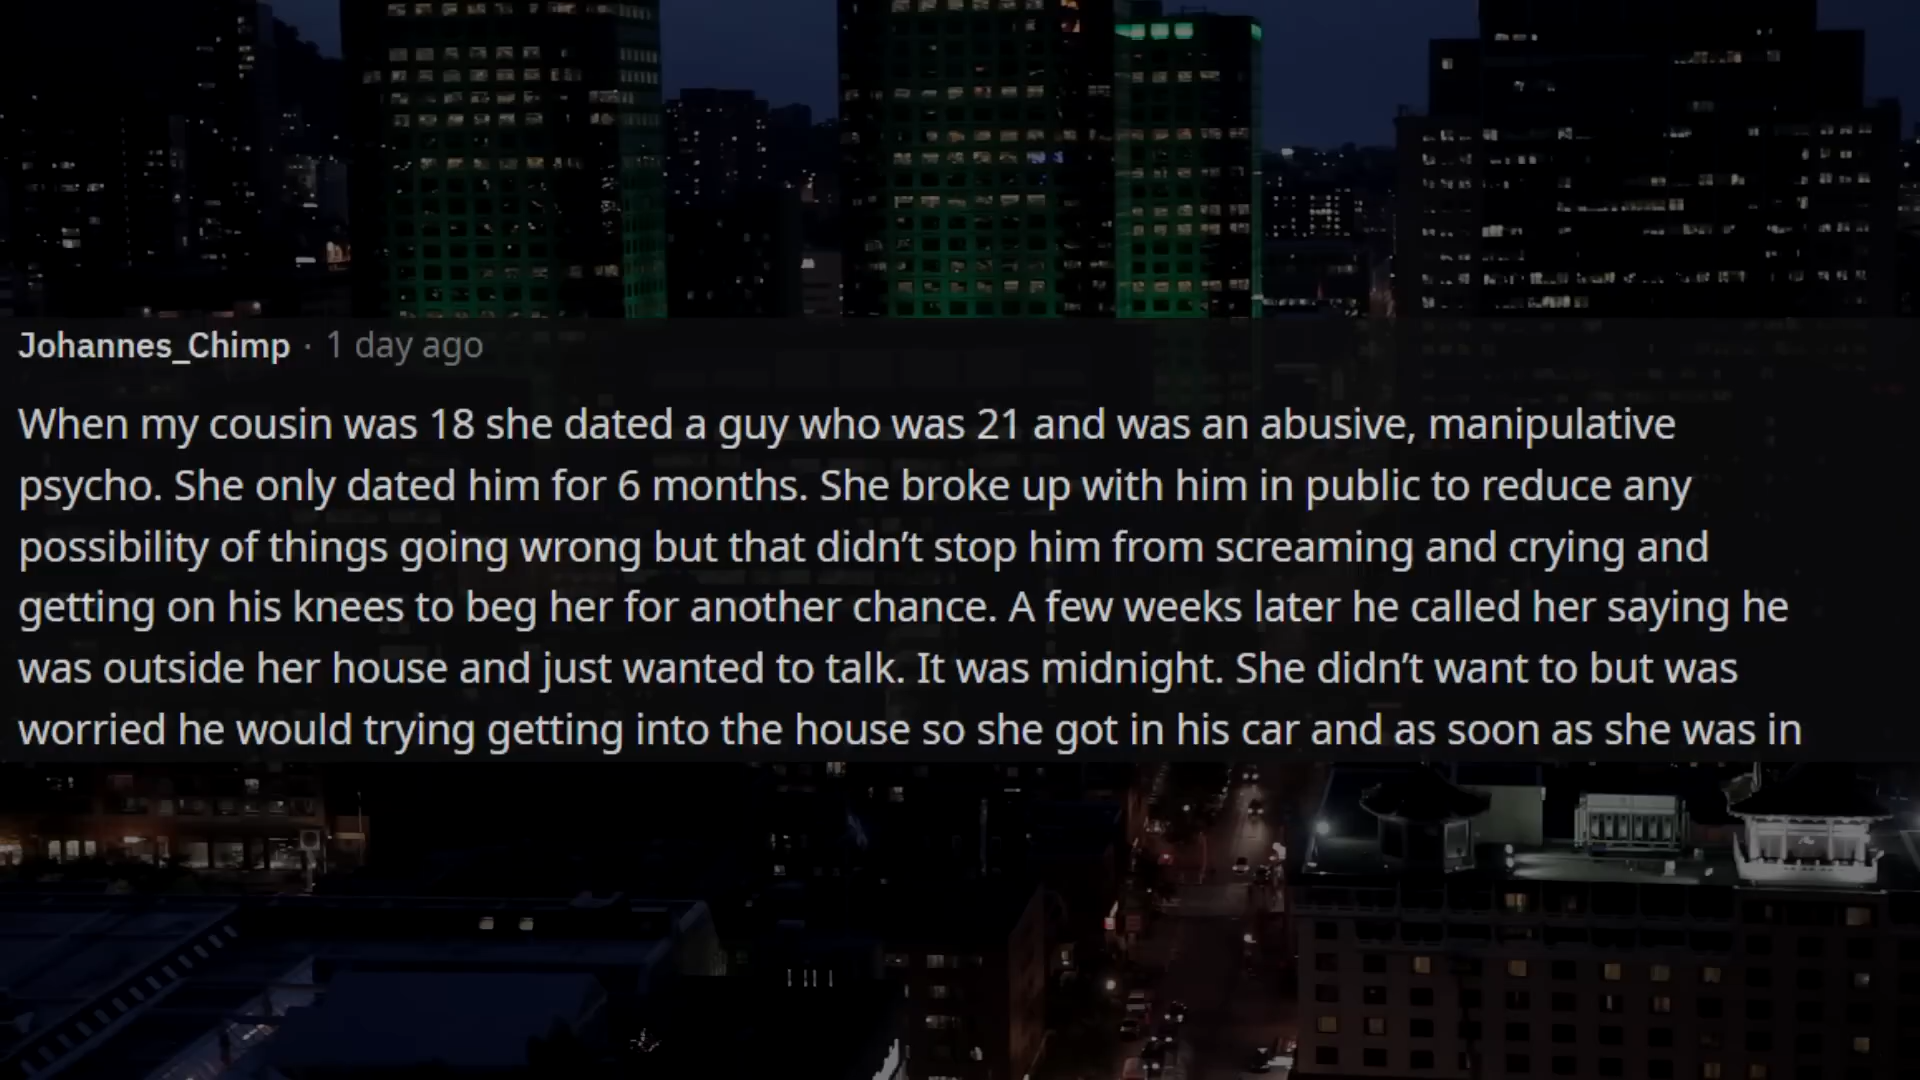 Johannes_Chimp · 1 day ago
When my cousin was 18 she dated a guy who was 21 and was an abusive, manipulative
psycho. She only dated him for 6 months. She broke up with him in public to reduce any
possibility of things going wrong but that didn’t stop him from screaming and crying and
getting on his knees to beg her for another chance. A few weeks later he called her saying he
was outside her house and just wanted to talk. It was midnight. She didn’t want to but was
worried he would trying getting into the house so she got in his car and as soon as she was in